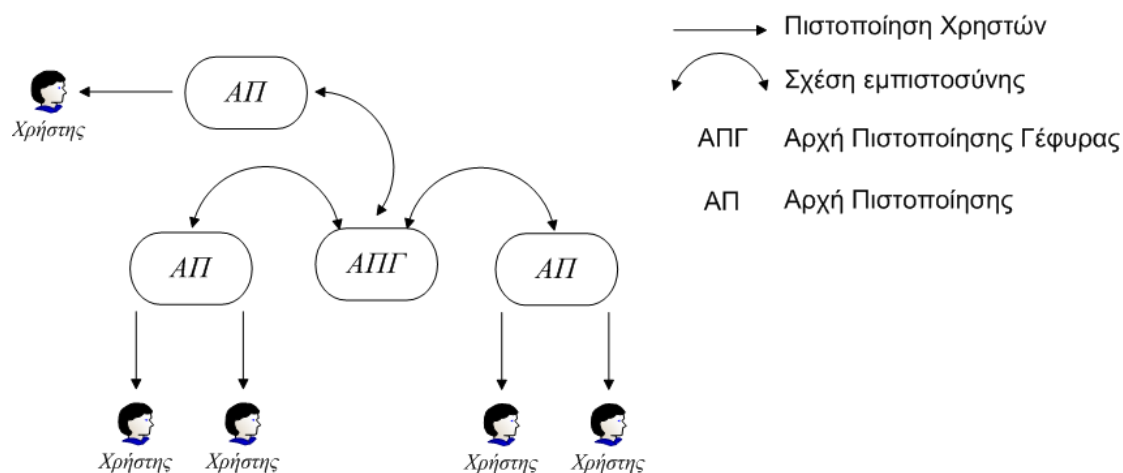 ΑΠ
Χρήστης
ΑΠ
ΑΠΓ
ΑΠ
Χρήστης
Χρήστης
Χρήστης
Χρήστης
Πιστοποίηση Χρηστών
Σχέση εμπιστοσύνης
ΑΠΓ Αρχή Πιστοποίησης Γέφυρας
ΑΠ Αρχή Πιστοποίησης